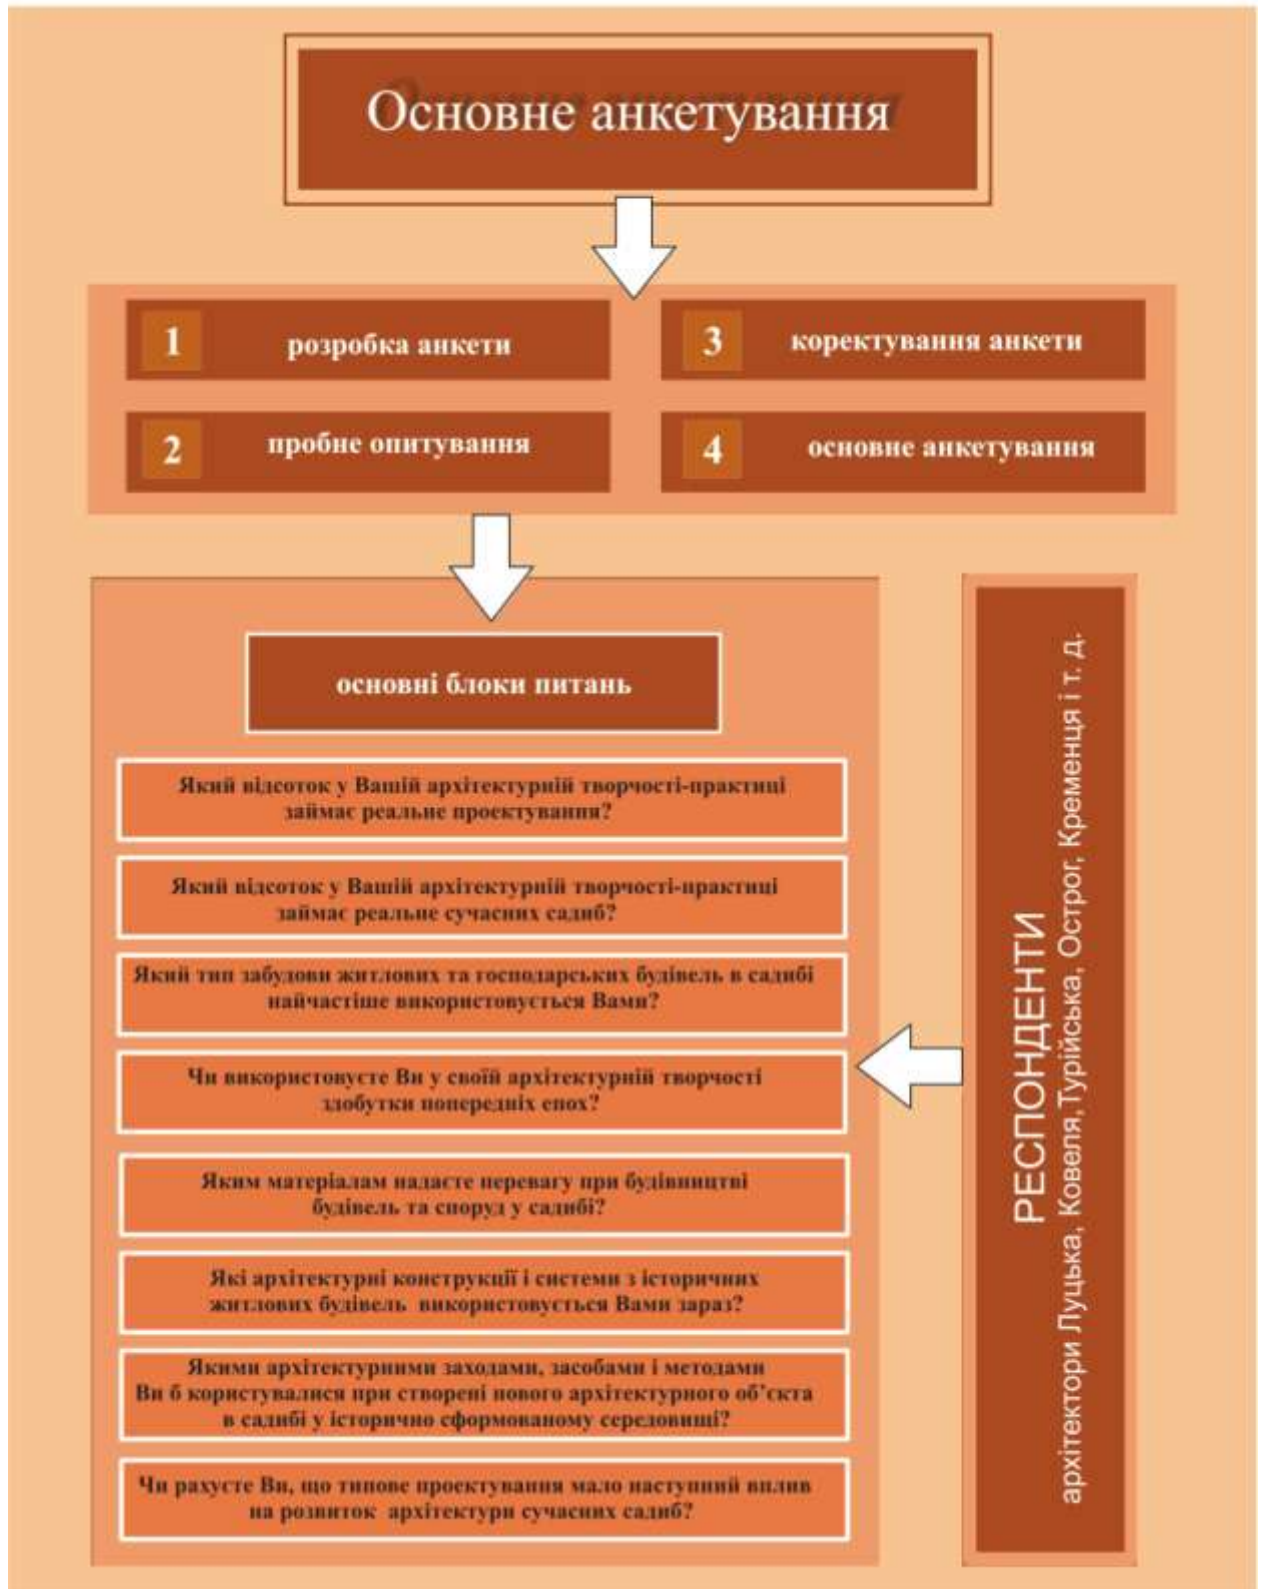 Основне анкетування
1
розробка анкети
2
пробне опитування
3
коректування анкети
4
основне анкетування
основні блоки питань
Який відсоток у Вашій архітектурній творчості-практиці
займає реальне проектування?
Який відсоток у Вашій архітектурній творчості-практиці
займає реальне сучасних садиб?
Який тип забудови житлових та господарських будівель в садибі
найчастіше використовується Вами?
Чи використовуєте Ви у своїй архітектурній творчості
здобутки попередніх епох?
Яким матеріалам надаєте перевагу при будівництві
будівель та споруд у садибі?
Які архітектурні конструкції і системи з історичних
житлових будівель використовується Вами зараз?
Якими архітектурними заходами, засобами і методами
Ви б користувалися при створені нового архітектурного об’єкта
в садибі у історично сформованому середовищі?
Чи рахуєте Ви, що типове проектування мало наступний вплив
на розвиток архітектури сучасних садиб?
РЕСПОНДЕНТИ
архітектори Луцька, Ковеля,Турійська, Острог, Кременця і т. д.